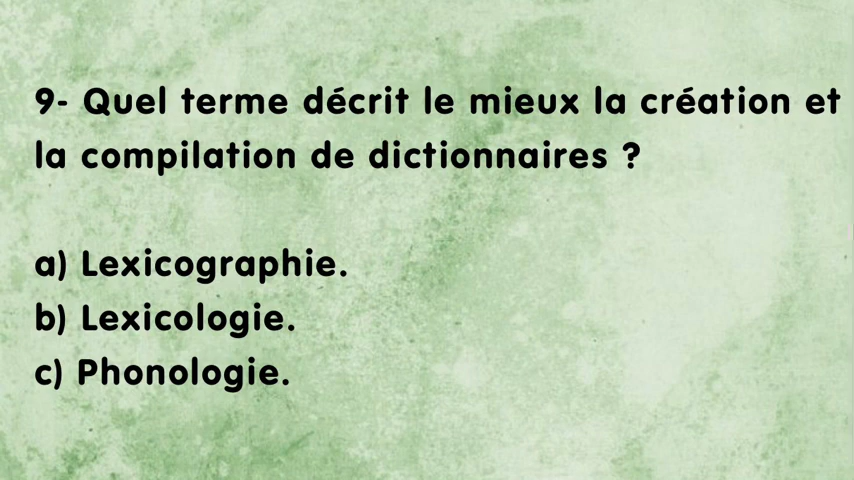 9- Quel terme décrit le mieux la création et
la compilation de dictionnaires ?
a) Lexicographie.
b) Lexicologie.
c) Phonologie.